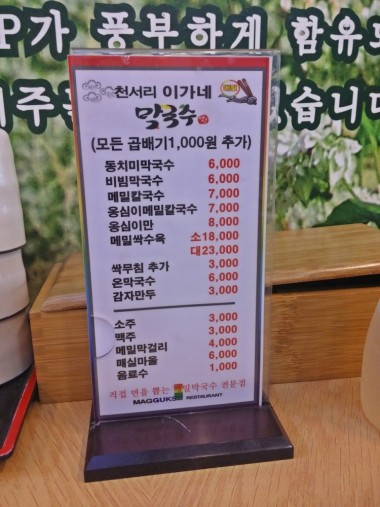 P가 풍부하게 함유되
천서리 이가네
막국수
(모든 곱배기1,000원 추가)
동치미막국수 6,000
비빔막국수 6,000
메밀칼국수 7,000
옹심이메밀칼국수 7,000
옹심이만 8,000
메밀싹수육 소18,000
대23,000
싹무침 추가 3,000
온막국수 6,000
감자만두 3,000
소주 3,000
맥주 3,000
메밀막걸리 4,000
매실마을 6,000
음료수 1,000
직접 면을 뽑는 메밀막국수 전문점
MAGGUKS RESTAURANT